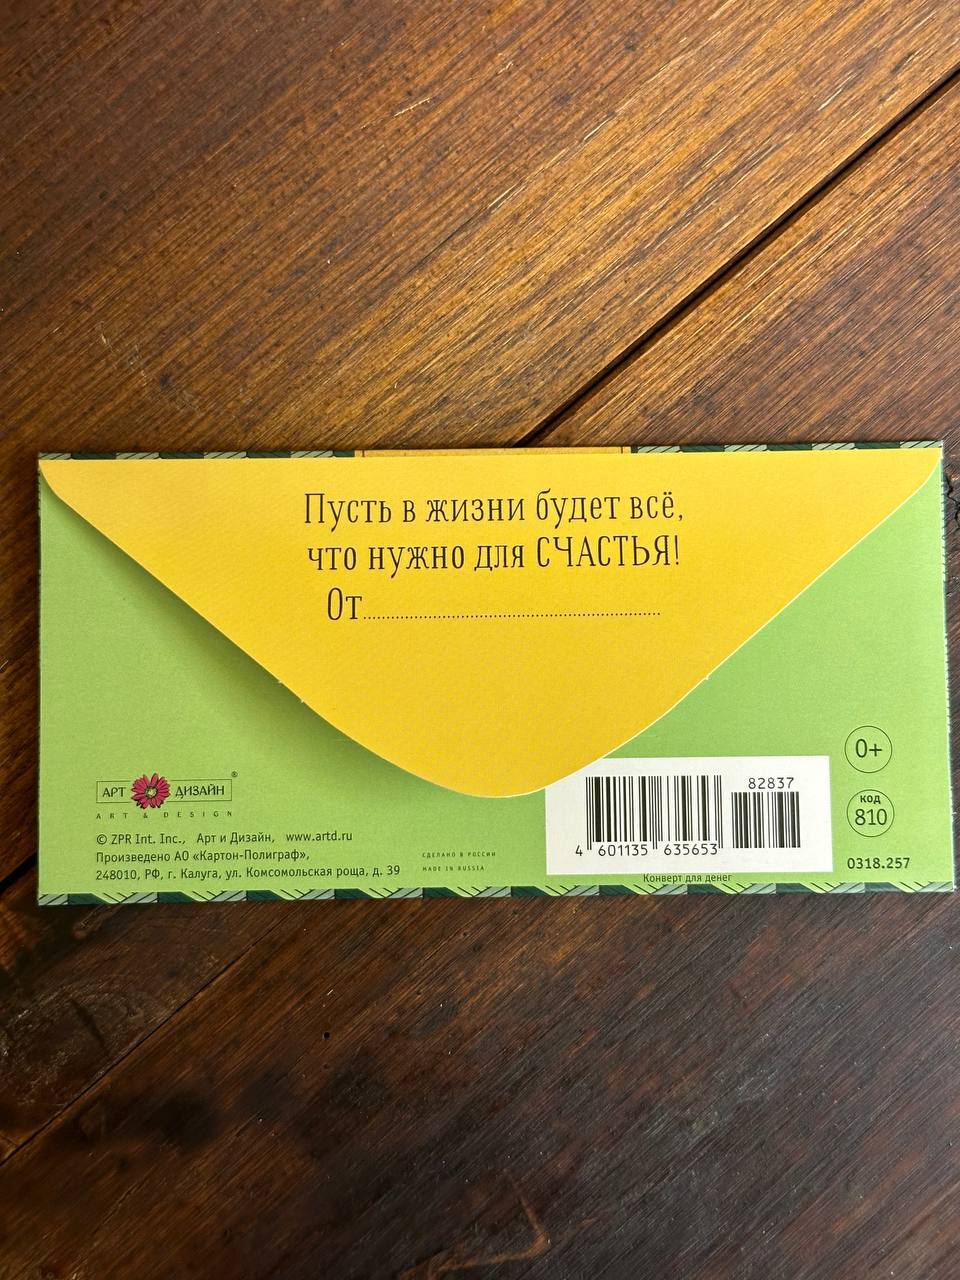 Пусть в жизни будет всё,
что нужно для СЧАСТЬЯ!
От
АРТ ДИЗАЙН ®
ART & DESIGN
© ZPR Int. Inc., Арт и Дизайн, www.artd.ru
Произведено АО «Картон-Полиграф»,
248010, РФ, г. Калуга, ул. Комсомольская роща, д. 39
СДЕЛАНО В РОССИИ
MADE IN RUSSIA
82837
4 601135 635653
Конверт для денег
0+
код
810
0318.257